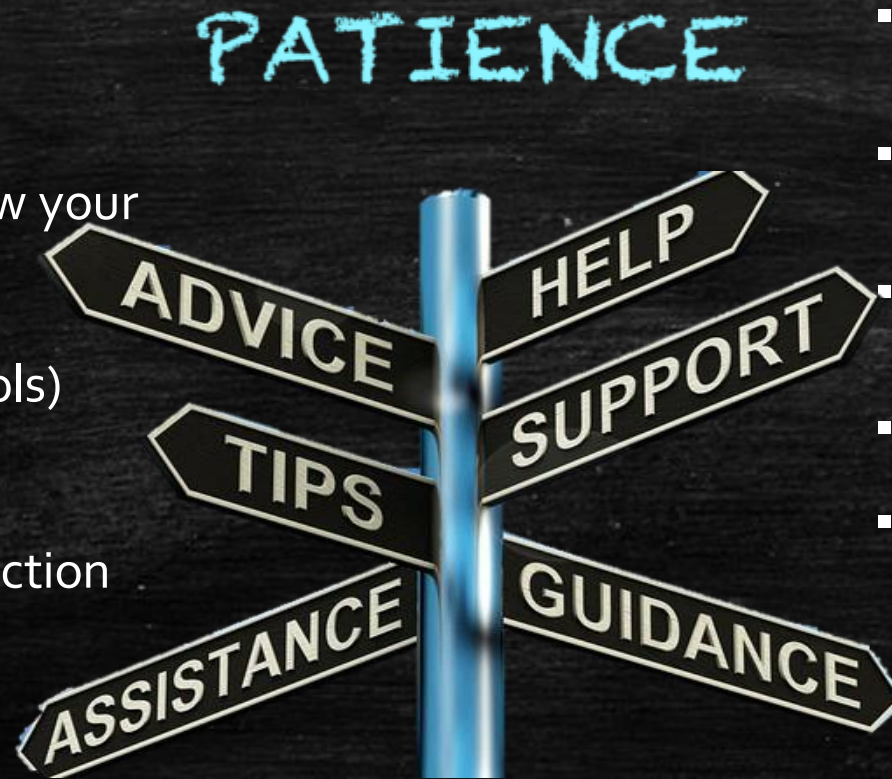 PATIENCE
w your
ADVICE
HELP
ols)
SUPPORT
TIPS
ction
ASSISTANCE
GUIDANCE